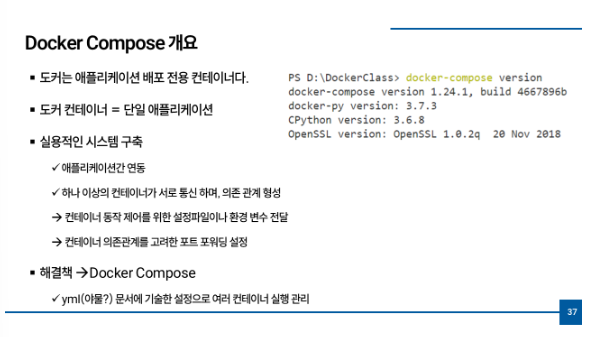 Docker Compose 개요
▪ 도커는 애플리케이션 배포 전용 컨테이너다.
▪ 도커 컨테이너 = 단일 애플리케이션
▪ 실용적인 시스템 구축
✓ 애플리케이션간 연동
✓ 하나 이상의 컨테이너가 서로 통신 하며, 의존 관계 형성
→ 컨테이너 동작 제어를 위한 설정파일이나 환경 변수 전달
→ 컨테이너 의존관계를 고려한 포트 포워딩 설정
▪ 해결책 →Docker Compose
✓ yml(야물?) 문서에 기술한 설정으로 여러 컨테이너 실행 관리
PS D:\DockerClass> docker-compose version
docker-compose version 1.24.1, build 4667896b
docker-py version: 3.7.3
CPython version: 3.6.8
OpenSSL version: OpenSSL 1.0.2q  20 Nov 2018
37